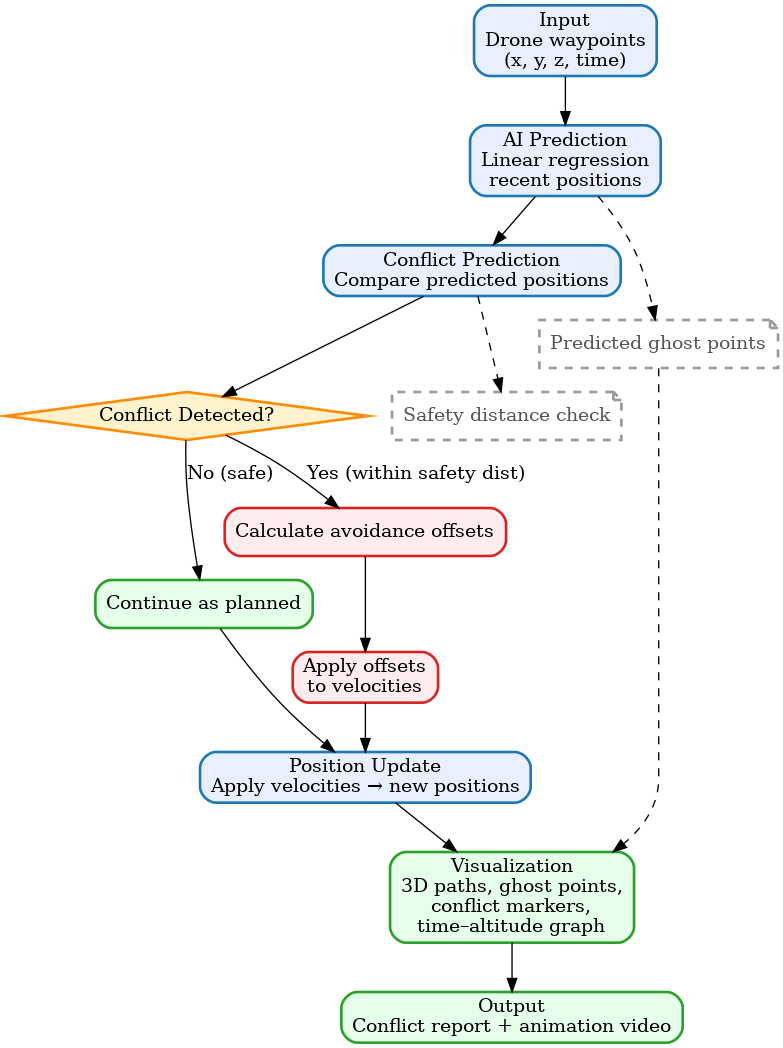 Input
Drone waypoints
(x, y, z, time)
AI Prediction
Linear regression
recent positions
Conflict Prediction
Compare predicted positions
Predicted ghost points
Conflict Detected?
Safety distance check
No (safe)
Yes (within safety dist)
Calculate avoidance offsets
Continue as planned
Apply offsets
to velocities
Position Update
Apply velocities → new positions
Visualization
3D paths, ghost points,
conflict markers,
time–altitude graph
Output
Conflict report + animation video